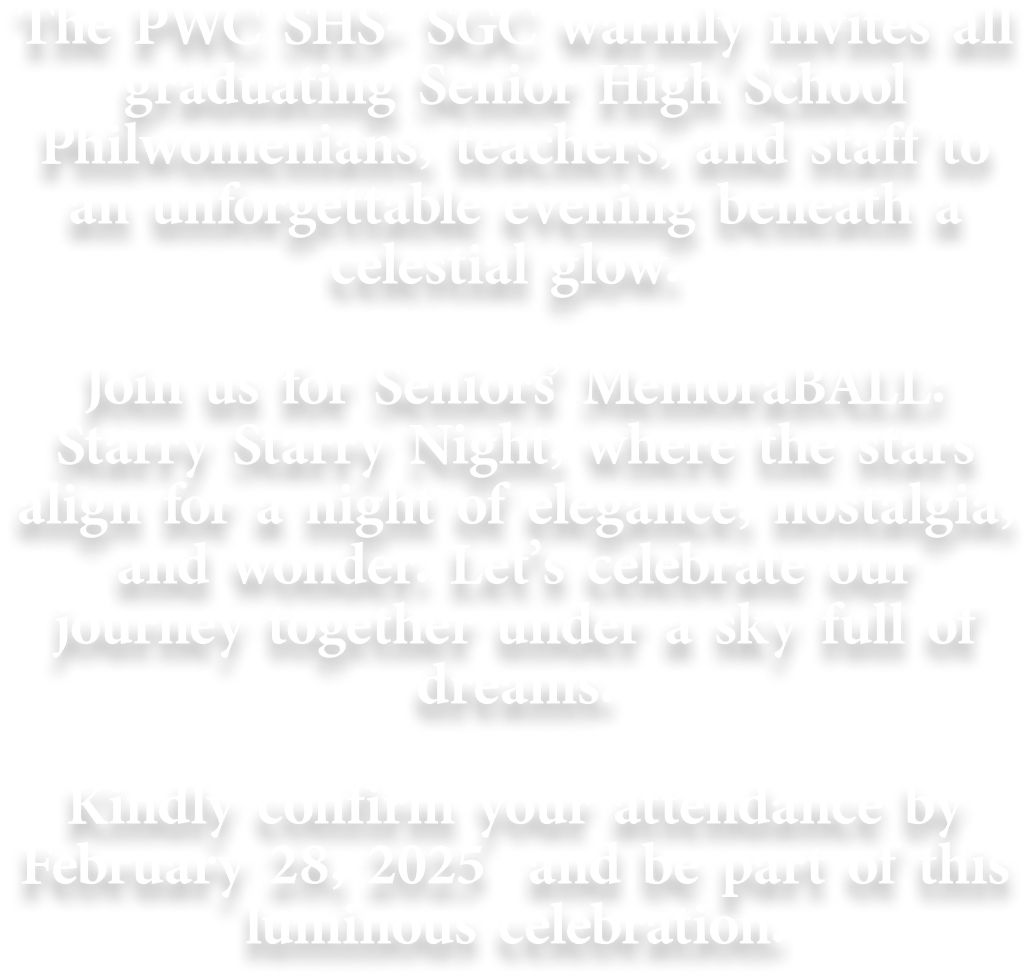 The PWC SHS- SGC warmly invites all
graduating Senior High School
Philwomenians, teachers, and staff to
an unforgettable evening beneath a
celestial glow.
Join us for Seniors’ MemoraBALL:
Starry Starry Night, where the stars
align for a night of elegance, nostalgia,
and wonder. Let’s celebrate our
journey together under a sky full of
dreams.
Kindly confirm your attendance by
February 28, 2025 and be part of this
luminous celebration.